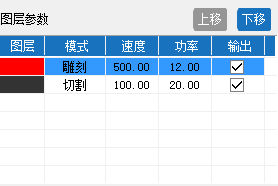 图层参数 上移 下移
图层 模式 速度 功率 输出
雕刻 500.00 12.00
切割 100.00 20.00